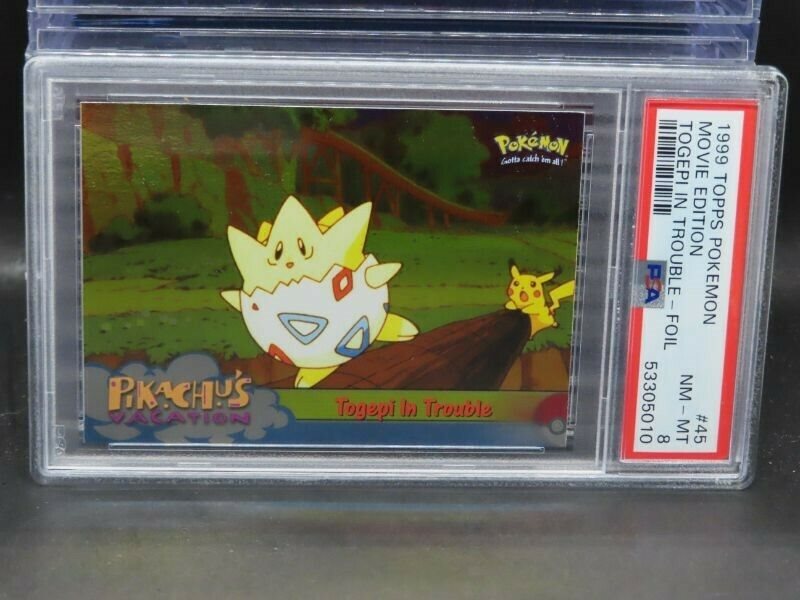 POKéMON
Gotta catch 'em all!™
PIKACHU'S
VACATION
Togepi In Trouble
1999 TOPPS POKEMON #45
MOVIE EDITION NM - MT
TOGEPI IN TROUBLE-FOIL 8
PSA 53305010